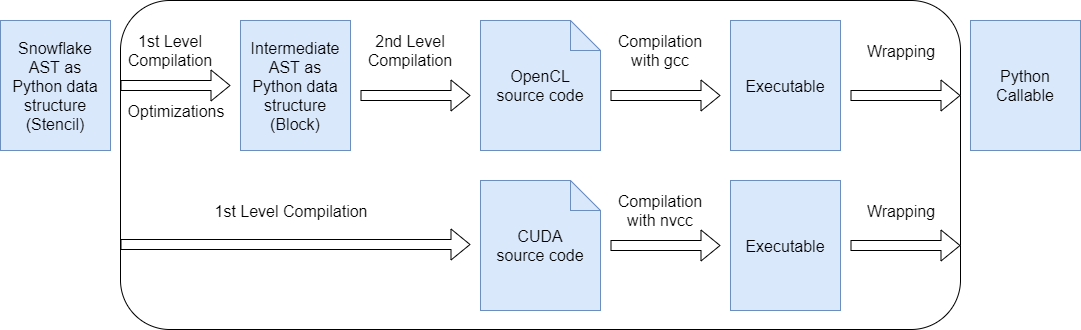 Snowflake
AST as
Python data
structure
(Stencil)
1st Level
Compilation
Optimizations
Intermediate
AST as
Python data
structure
(Block)
2nd Level
Compilation
OpenCL
source code
Compilation
with gcc
Executable
Wrapping
Python
Callable
1st Level Compilation
CUDA
source code
Compilation
with nvcc
Executable
Wrapping